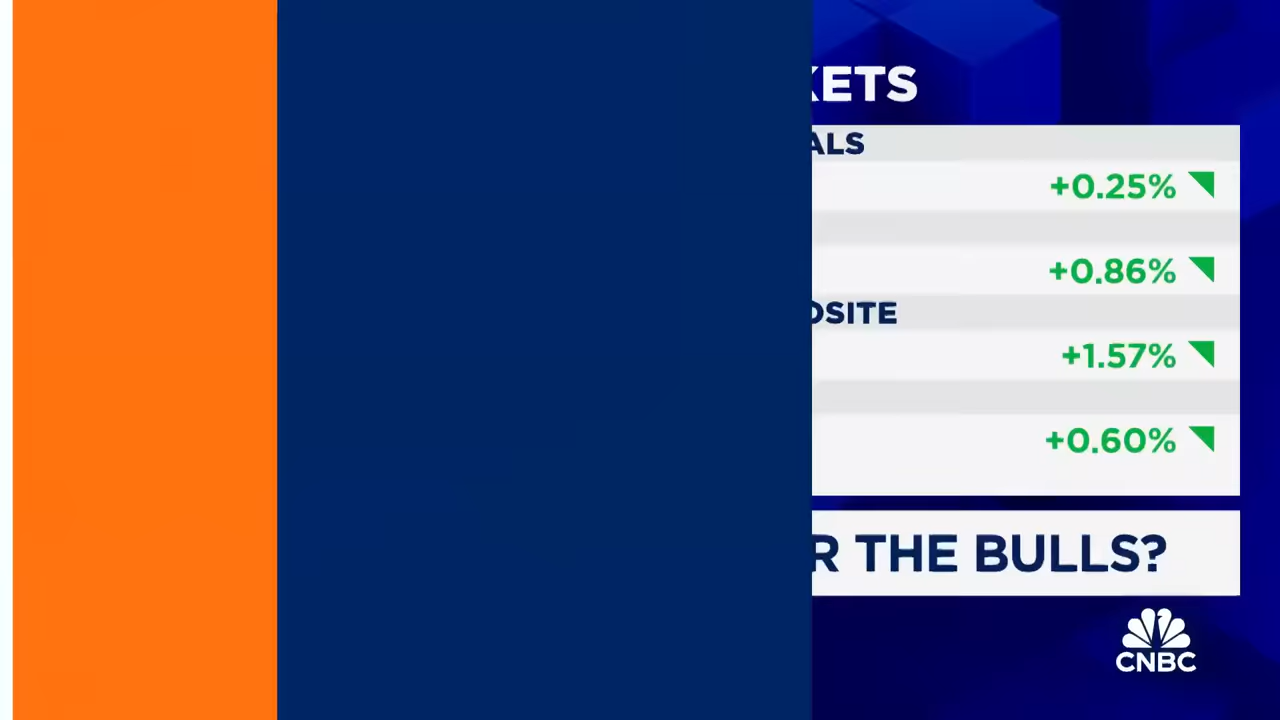 KETS
ALS
+0.25%
+0.86%
OSITE
+1.57%
+0.60%
R THE BULLS?
CNBC